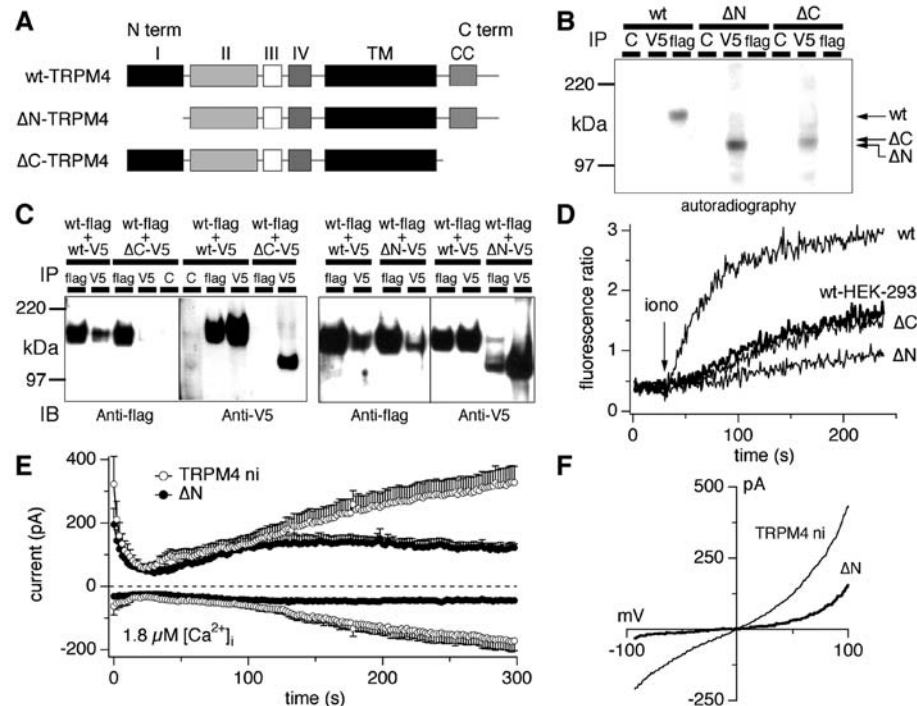 A
N term
C term
I II III IV TM CC
wt-TRPM4
ΔN-TRPM4
ΔC-TRPM4
B
wt ΔN ΔC
IP C V5 flag C V5 flag C V5 flag
220
kDa
97
wt
ΔC
ΔN
autoradiography
C
wt-flag + wt-V5
wt-flag + ΔC-V5
wt-flag + wt-V5
wt-flag + ΔC-V5
wt-flag + wt-V5
wt-flag + ΔN-V5
wt-flag + wt-V5
wt-flag + ΔN-V5
IP flag V5 flag V5 C C flag V5 flag V5 flag V5 flag V5 flag V5 flag V5
220
kDa
97
IB Anti-flag Anti-V5 Anti-flag Anti-V5
D
fluorescence ratio
3
2
1
0
iono
wt
wt-HEK-293
ΔC
ΔN
0 100 200
time (s)
E
current (pA)
400
200
0
-200
TRPM4 ni
ΔN
1.8 µM [Ca²⁺]i
0 50 100 150 200 250 300
time (s)
F
500 pA
250
-250
mV
-100
100
TRPM4 ni
ΔN